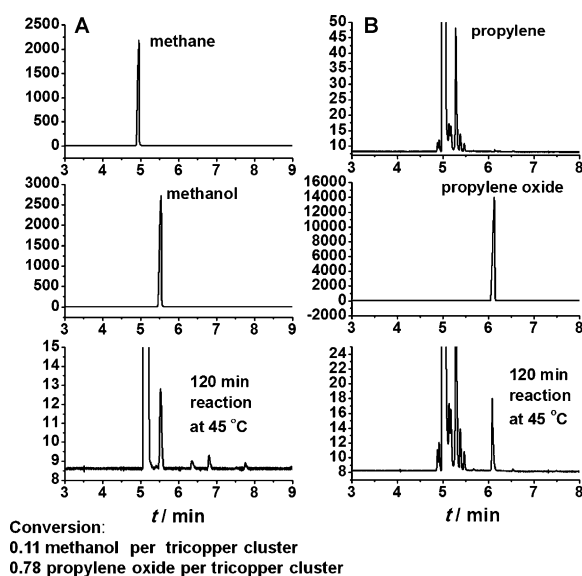 A
methane
2500
2000
1500
1000
500
0
3 4 5 6 7 8 9
methanol
3000
2500
2000
1500
1000
500
0
3 4 5 6 7 8 9
15
14
13
12
11
10
9
8
120 min
reaction
at 45 °C
3 4 5 6 7 8 9
t / min
B
propylene
50
45
40
35
30
25
20
15
10
3 4 5 6 7 8
propylene oxide
16000
14000
12000
10000
8000
6000
4000
2000
0
-2000
3 4 5 6 7 8
24
22
20
18
16
14
12
10
8
120 min
reaction
at 45 °C
3 4 5 6 7 8
t / min
Conversion:
0.11 methanol per tricopper cluster
0.78 propylene oxide per tricopper cluster